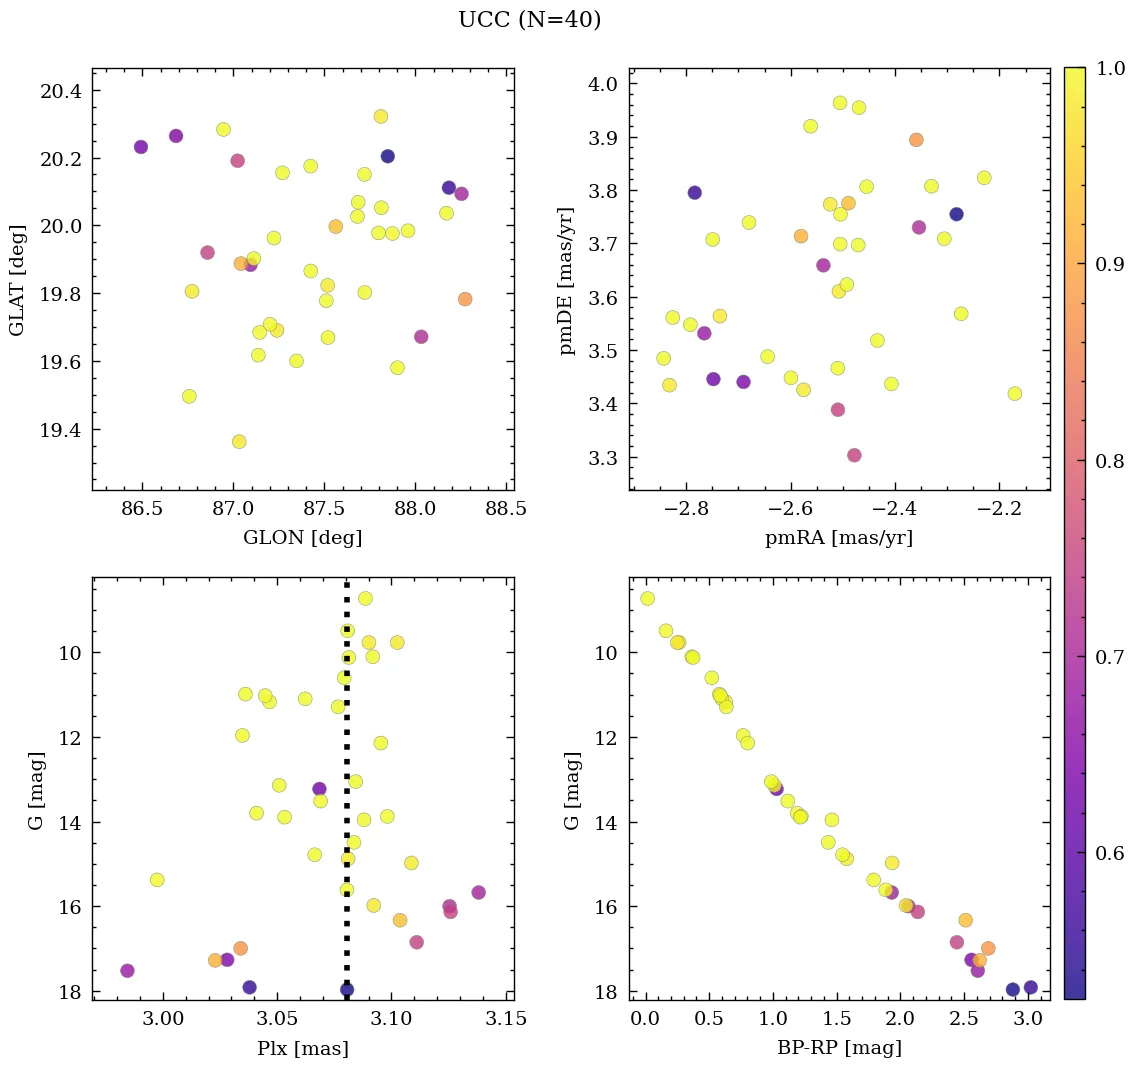 UCC (N=40)
20.4
20.2
20.0
19.8
19.6
19.4
GLAT [deg]
86.5 87.0 87.5 88.0 88.5
GLON [deg]
4.0
3.9
3.8
3.7
3.6
3.5
3.4
3.3
pmDE [mas/yr]
−2.8 −2.6 −2.4 −2.2
pmRA [mas/yr]
10
12
14
16
18
G [mag]
3.00 3.05 3.10 3.15
Plx [mas]
10
12
14
16
18
G [mag]
0.0 0.5 1.0 1.5 2.0 2.5 3.0
BP-RP [mag]
1.0
0.9
0.8
0.7
0.6